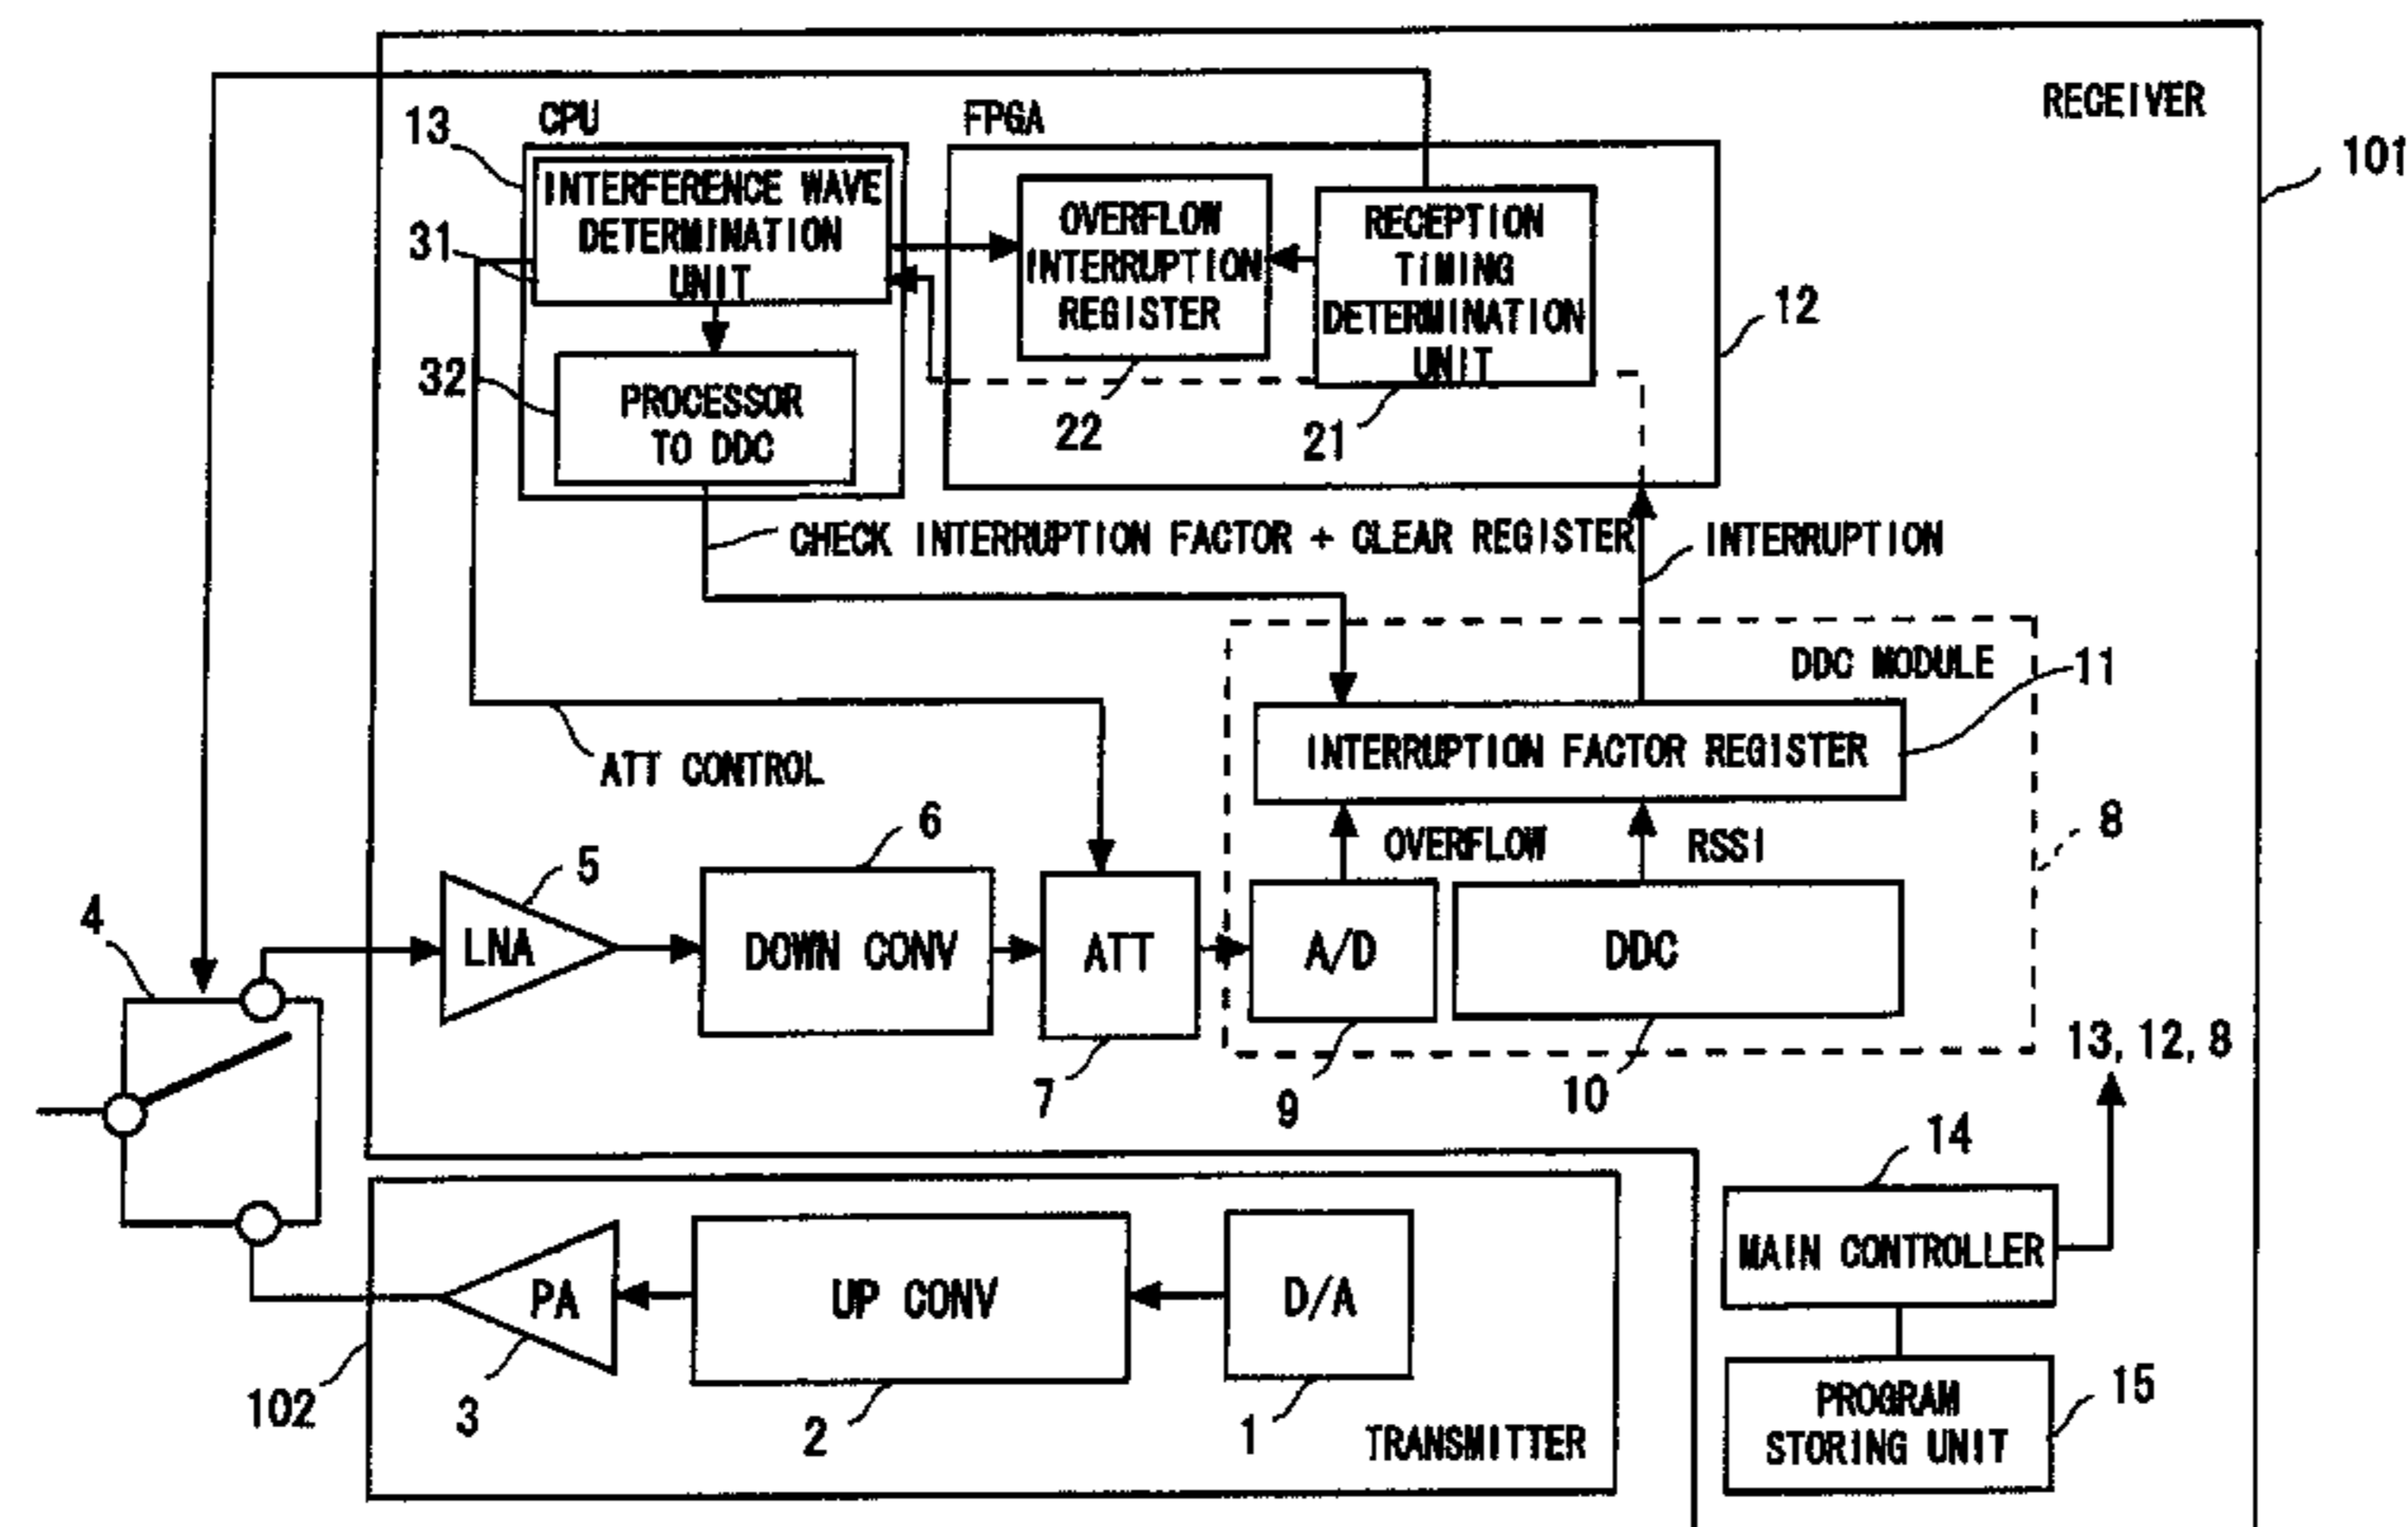 RECEIVER
101
CPU
FPGA
13
INTERFERENCE WAVE
DETERMINATION
UNIT
31
OVERFLOW
INTERRUPTION
REGISTER
22
RECEPTION
TIMING
DETERMINATION
UNIT
21
12
32
PROCESSOR
TO DDC
CHECK INTERRUPTION FACTOR + CLEAR REGISTER
INTERRUPTION
DDC MODULE
11
INTERRUPTION FACTOR REGISTER
ATT CONTROL
OVERFLOW
RSSI
8
4
5
LNA
6
DOWN CONV
ATT
7
A/D
9
DDC
10
13, 12, 8
14
MAIN CONTROLLER
PROGRAM
STORING UNIT
15
102
PA
3
UP CONV
2
D/A
1
TRANSMITTER